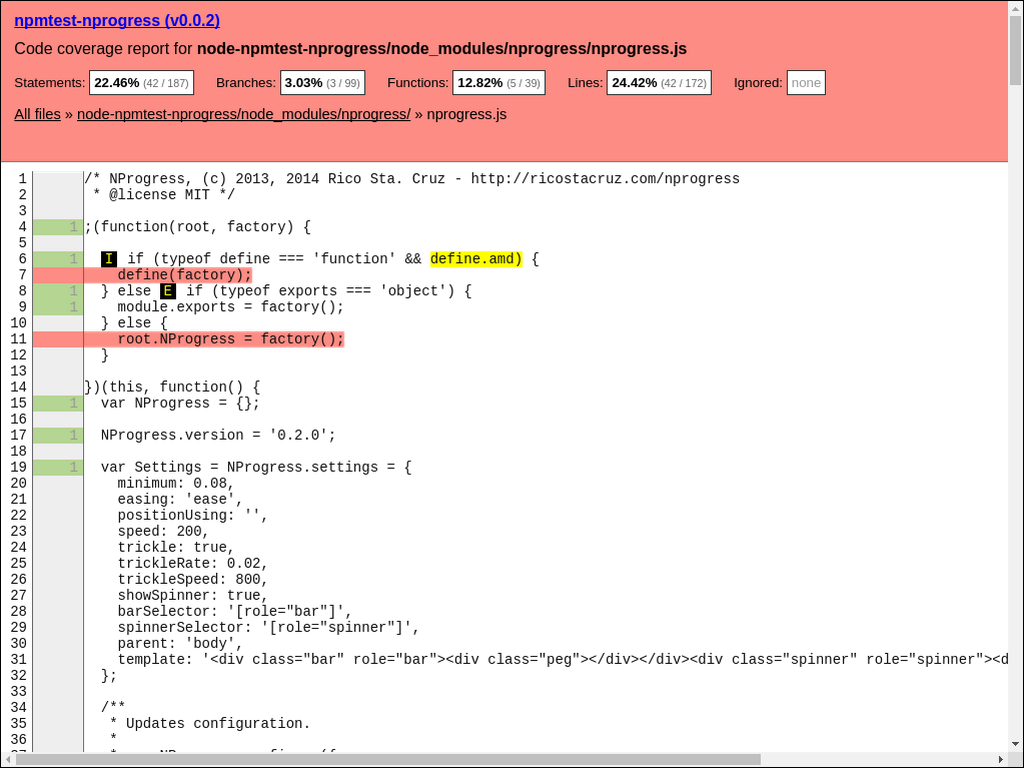 npmtest-nprogress (v0.0.2)
Code coverage report for node-npmtest-nprogress/node_modules/nprogress/nprogress.js
Statements: 22.46% (42 / 187) Branches: 3.03% (3 / 99) Functions: 12.82% (5 / 39) Lines: 24.42% (42 / 172) Ignored: none
All files » node-npmtest-nprogress/node_modules/nprogress/ » nprogress.js
1 /* NProgress, (c) 2013, 2014 Rico Sta. Cruz - http://ricostacruz.com/nprogress
2  * @license MIT */
3
4 1 ;(function(root, factory) {
5
6 1   I if (typeof define === 'function' && define.amd) {
7     define(factory);
8 1   } else E if (typeof exports === 'object') {
9 1     module.exports = factory();
10   } else {
11     root.NProgress = factory();
12   }
13
14 })(this, function() {
15 1   var NProgress = {};
16
17 1   NProgress.version = '0.2.0';
18
19 1   var Settings = NProgress.settings = {
20     minimum: 0.08,
21     easing: 'ease',
22     positionUsing: '',
23     speed: 200,
24     trickle: true,
25     trickleRate: 0.02,
26     trickleSpeed: 800,
27     showSpinner: true,
28     barSelector: '[role="bar"]',
29     spinnerSelector: '[role="spinner"]',
30     parent: 'body',
31     template: '<div class="bar" role="bar"><div class="peg"></div></div><div class="spinner" role="spinner"><d
32   };
33
34   /**
35    * Updates configuration.
36    *